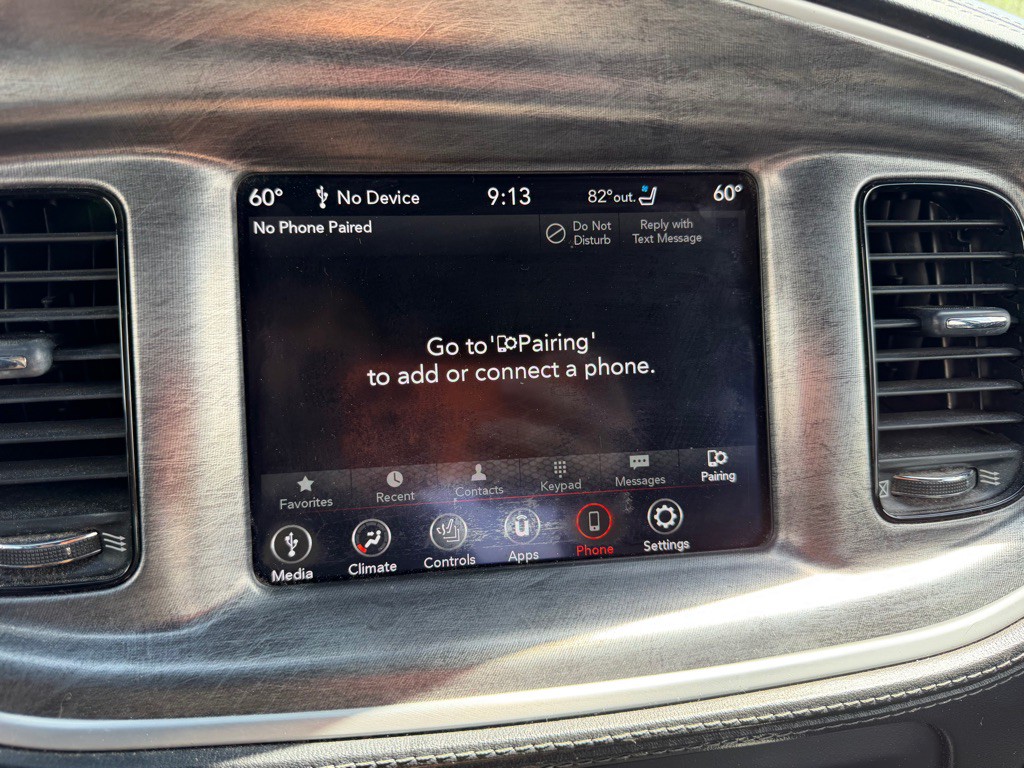 60° No Device 9:13 82°out. 60°
No Phone Paired
Do Not
Disturb
Reply with
Text Message
Go to 'Pairing'
to add or connect a phone.
Favorites Recent Contacts Keypad Messages Pairing
Media Climate Controls Apps Phone Settings